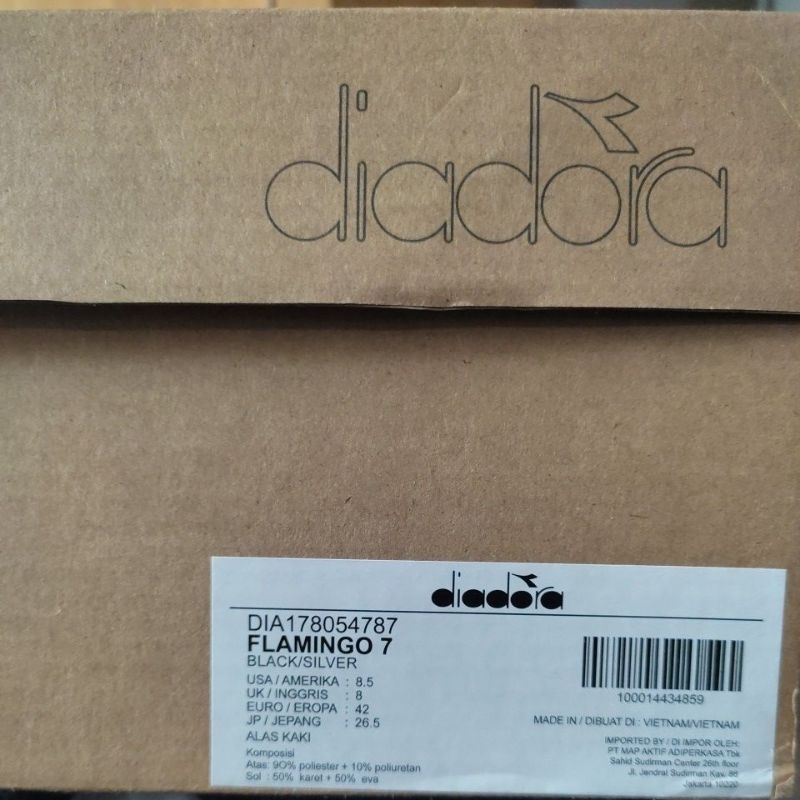 diadora
diadora
DIA178054787
FLAMINGO 7
BLACK/SILVER
USA / AMERIKA : 8.5
UK / INGGRIS : 8
EURO / EROPA : 42
JP / JEPANG : 26.5
ALAS KAKI
Komposisi
Atas: 90% poliester + 10% poliuretan
Sol : 50% karet + 50% eva
100014434859
MADE IN / DIBUAT DI : VIETNAM/VIETNAM
IMPORTED BY / DI IMPOR OLEH:
PT MAP AKTIF ADIPERKASA Tbk
Sahid Sudirman Center 26th floor
Jl. Jendral Sudirman Kav. 86
Jakarta 10220